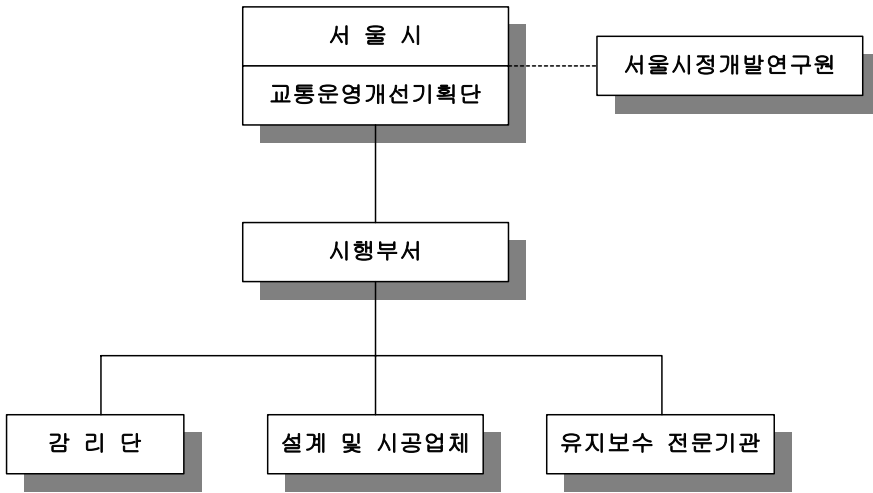 서 울 시
서울시정개발연구원
교통운영개선기획단
시행부서
감 리 단
설계 및 시공업체
유지보수 전문기관